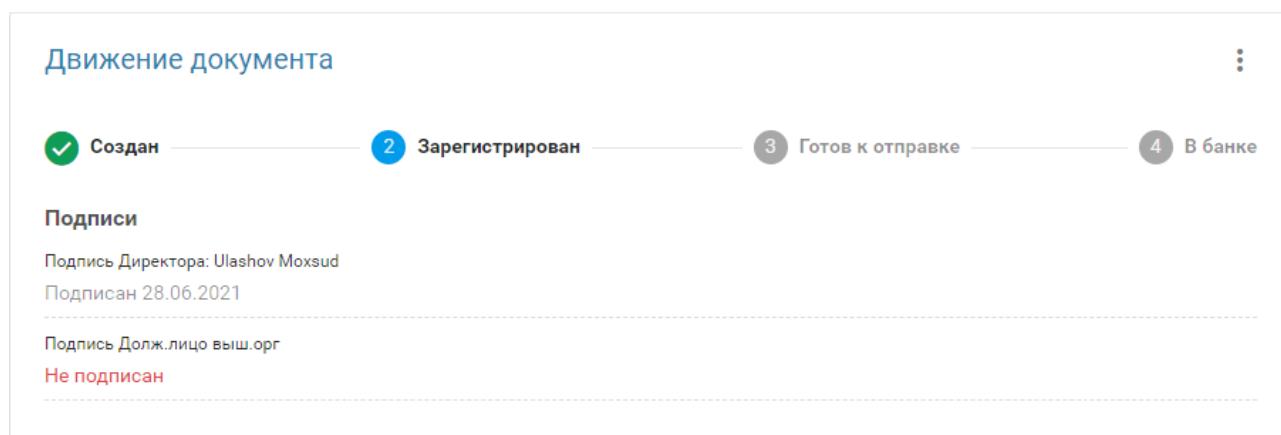 Движение документа
Создан 2 Зарегистрирован 3 Готов к отправке 4 В банке
Подписи
Подпись Директора: Ulashov Moxsud
Подписан 28.06.2021
Подпись Долж.лицо выш.орг
Не подписан